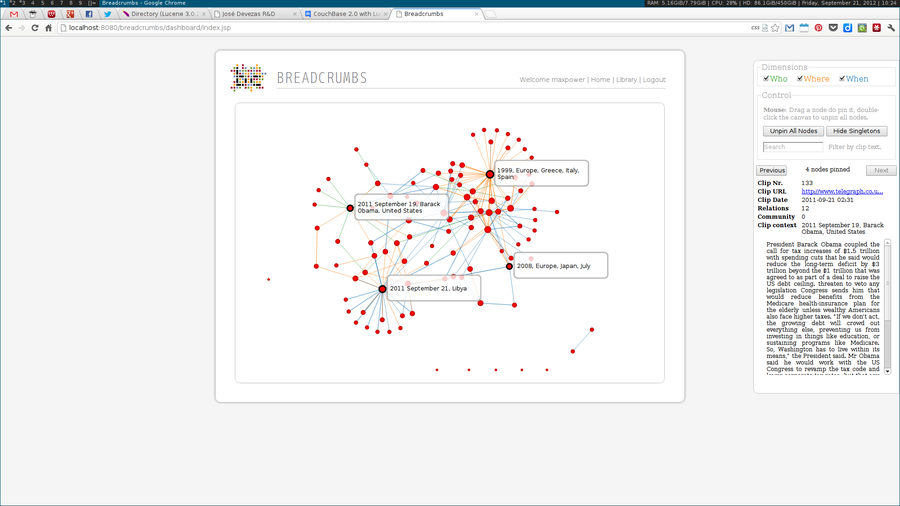 1 2 3 4 5 6 7 8 9 Breadcrumbs - Google Chrome RAM: 5.16GiB/7.79GiB | CPU: 28% | HD: 86.1GiB/450GiB | Friday, September 21, 2012 | 10:24
Directory (Lucene 3.0. José Devezas R&D CouchBase 2.0 with Lu Breadcrumbs
localhost:8080/breadcrumbs/dashboard/index.jsp
BREADCRUMBS
Welcome maxpower | Home | Library | Logout
1999, Europe, Greece, Italy,
Spain
2011 September 19, Barack
Obama, United States
2008, Europe, Japan, July
2011 September 21, Libya
Dimensions
Who Where When
Control
Mouse: Drag a node do pin it, double-
click the canvas to unpin all nodes.
Unpin All Nodes Hide Singletons
Search Filter by clip text.
Previous 4 nodes pinned Next
Clip Nr. 133
Clip URL http://www.telegraph.co.u...
Clip Date 2011-09-21 02:31
Relations 12
Community 0
Clip context 2011 September 19, Barack
Obama, United States
President Barack Obama coupled the
call for tax increases of $1.5 trillion
with spending cuts that he said would
reduce the long-term deficit by $3
trillion beyond the $1 trillion that was
agreed to as part of a deal to raise the
US debt ceiling. threaten to veto any
legislation Congress sends him that
would reduce benefits from the
Medicare health-insurance plan for
the elderly unless wealthy Americans
also face higher taxes. "If we don't act,
the growing debt will crowd out
everything else, preventing us from
investing in things like education, or
sustaining programs like Medicare.
So, Washington has to live within its
means," the President said. Mr Obama
said he would work with the US
Congress to revamp the tax code and